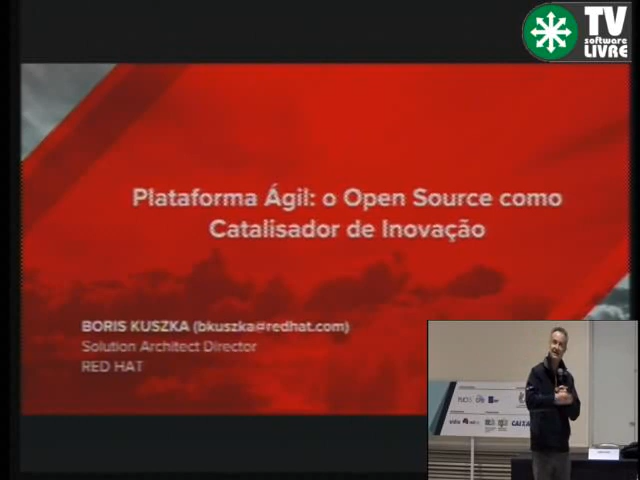 TV
software
LIVRE
Plataforma Ágil: o Open Source como
Catalisador de Inovação
BORIS KUSZKA (bkuszka@redhat.com)
Solution Architect Director
RED HAT
CAIXA